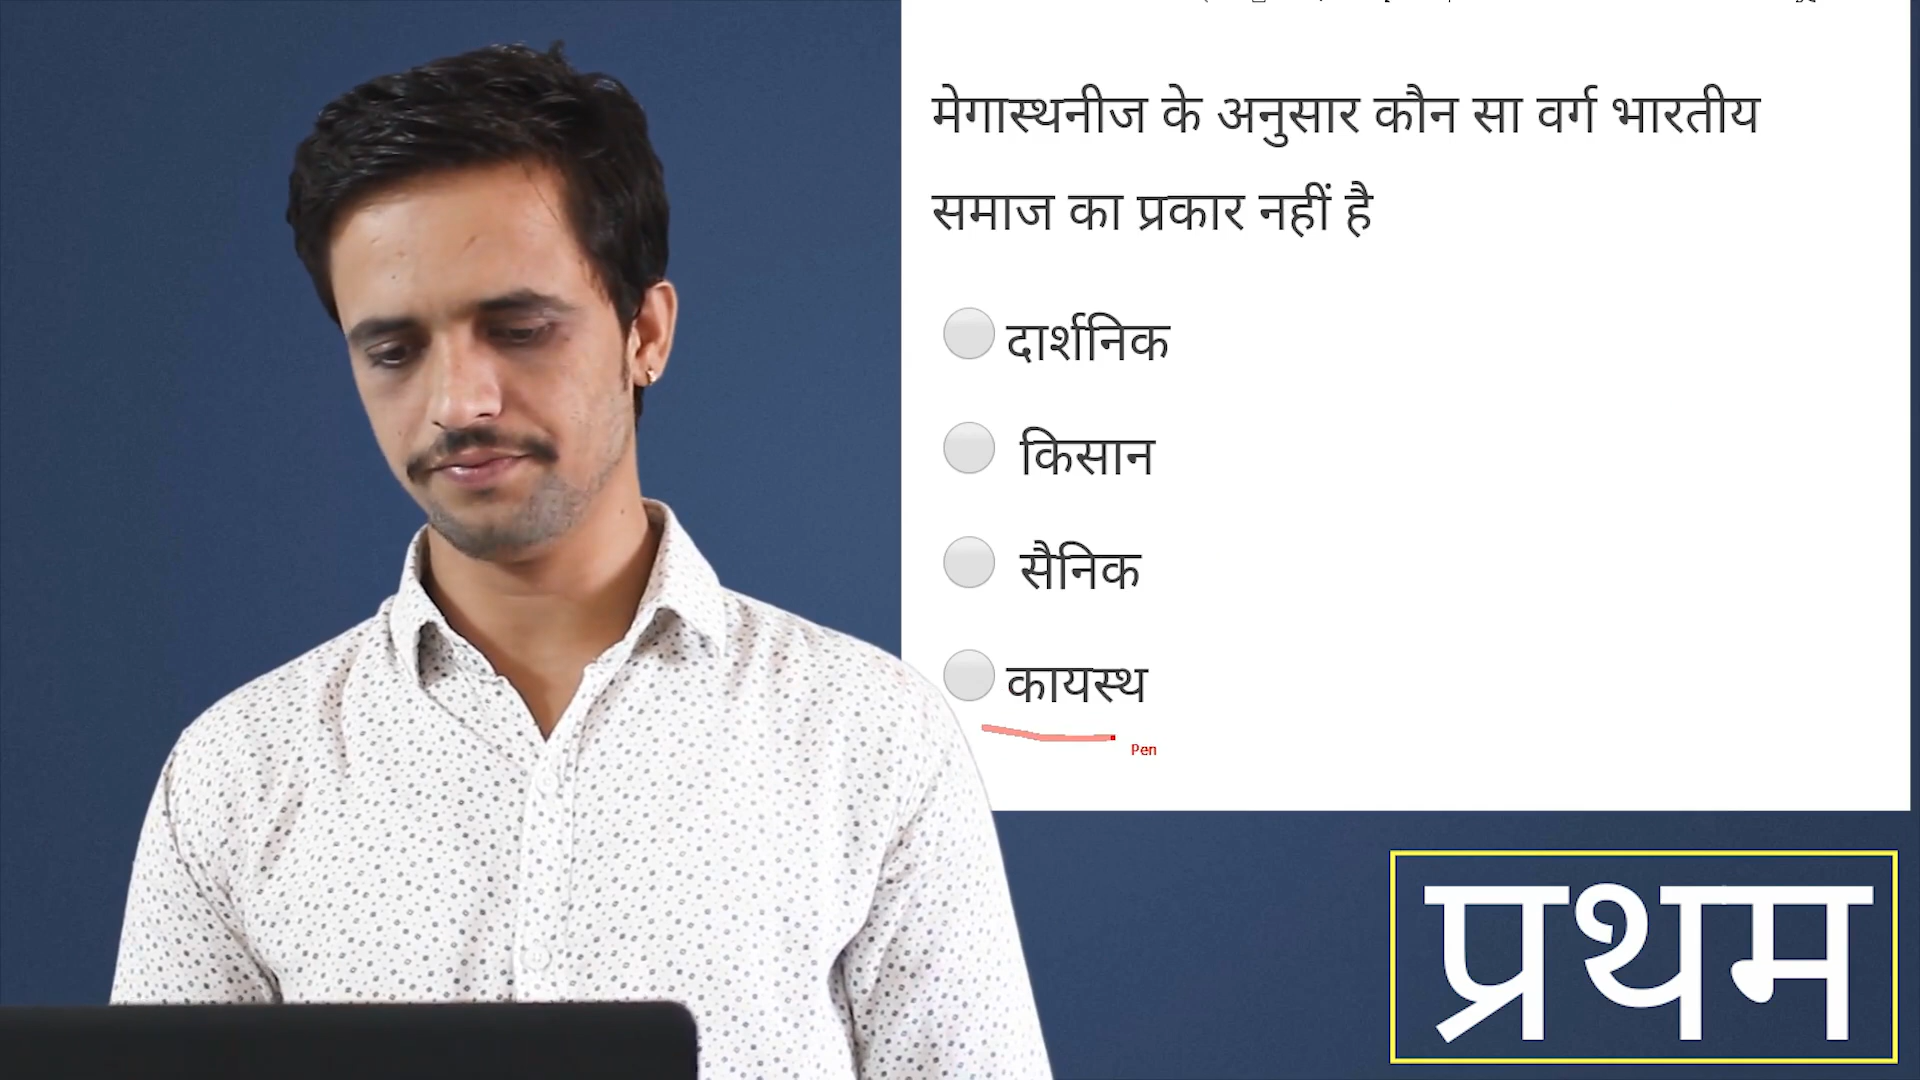 मेगास्थनीज के अनुसार कौन सा वर्ग भारतीय
समाज का प्रकार नहीं है
दार्शनिक
किसान
सैनिक
कायस्थ
Pen
प्रथम